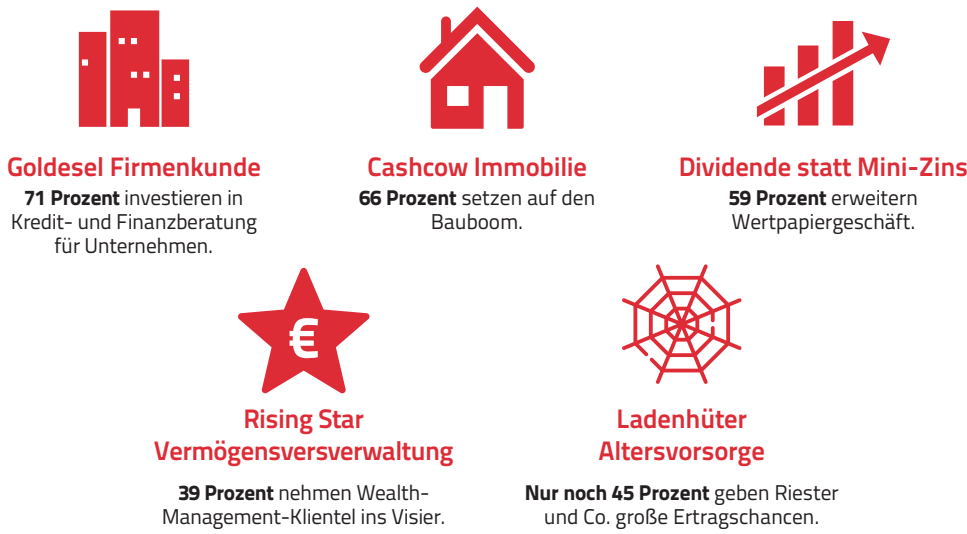 Goldesel Firmenkunde
71 Prozent investieren in
Kredit- und Finanzberatung
für Unternehmen.
Cashcow Immobilie
66 Prozent setzen auf den
Bauboom.
Dividende statt Mini-Zins
59 Prozent erweitern
Wertpapiergeschäft.
€
Rising Star
Vermögensversverwaltung
39 Prozent nehmen Wealth-
Management-Klientel ins Visier.
Ladenhüter
Altersvorsorge
Nur noch 45 Prozent geben Riester
und Co. große Ertragschancen.